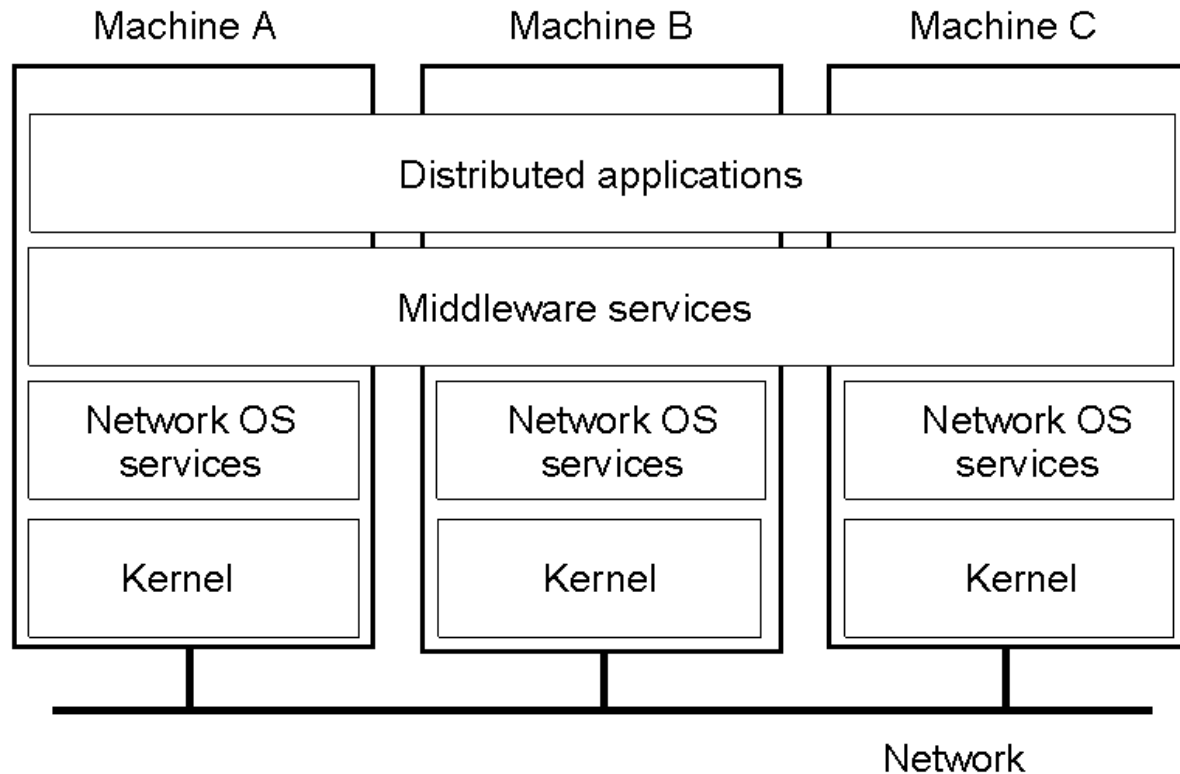 Machine A
Machine B
Machine C
Distributed applications
Middleware services
Network OS
services
Network OS
services
Network OS
services
Kernel
Kernel
Kernel
Network